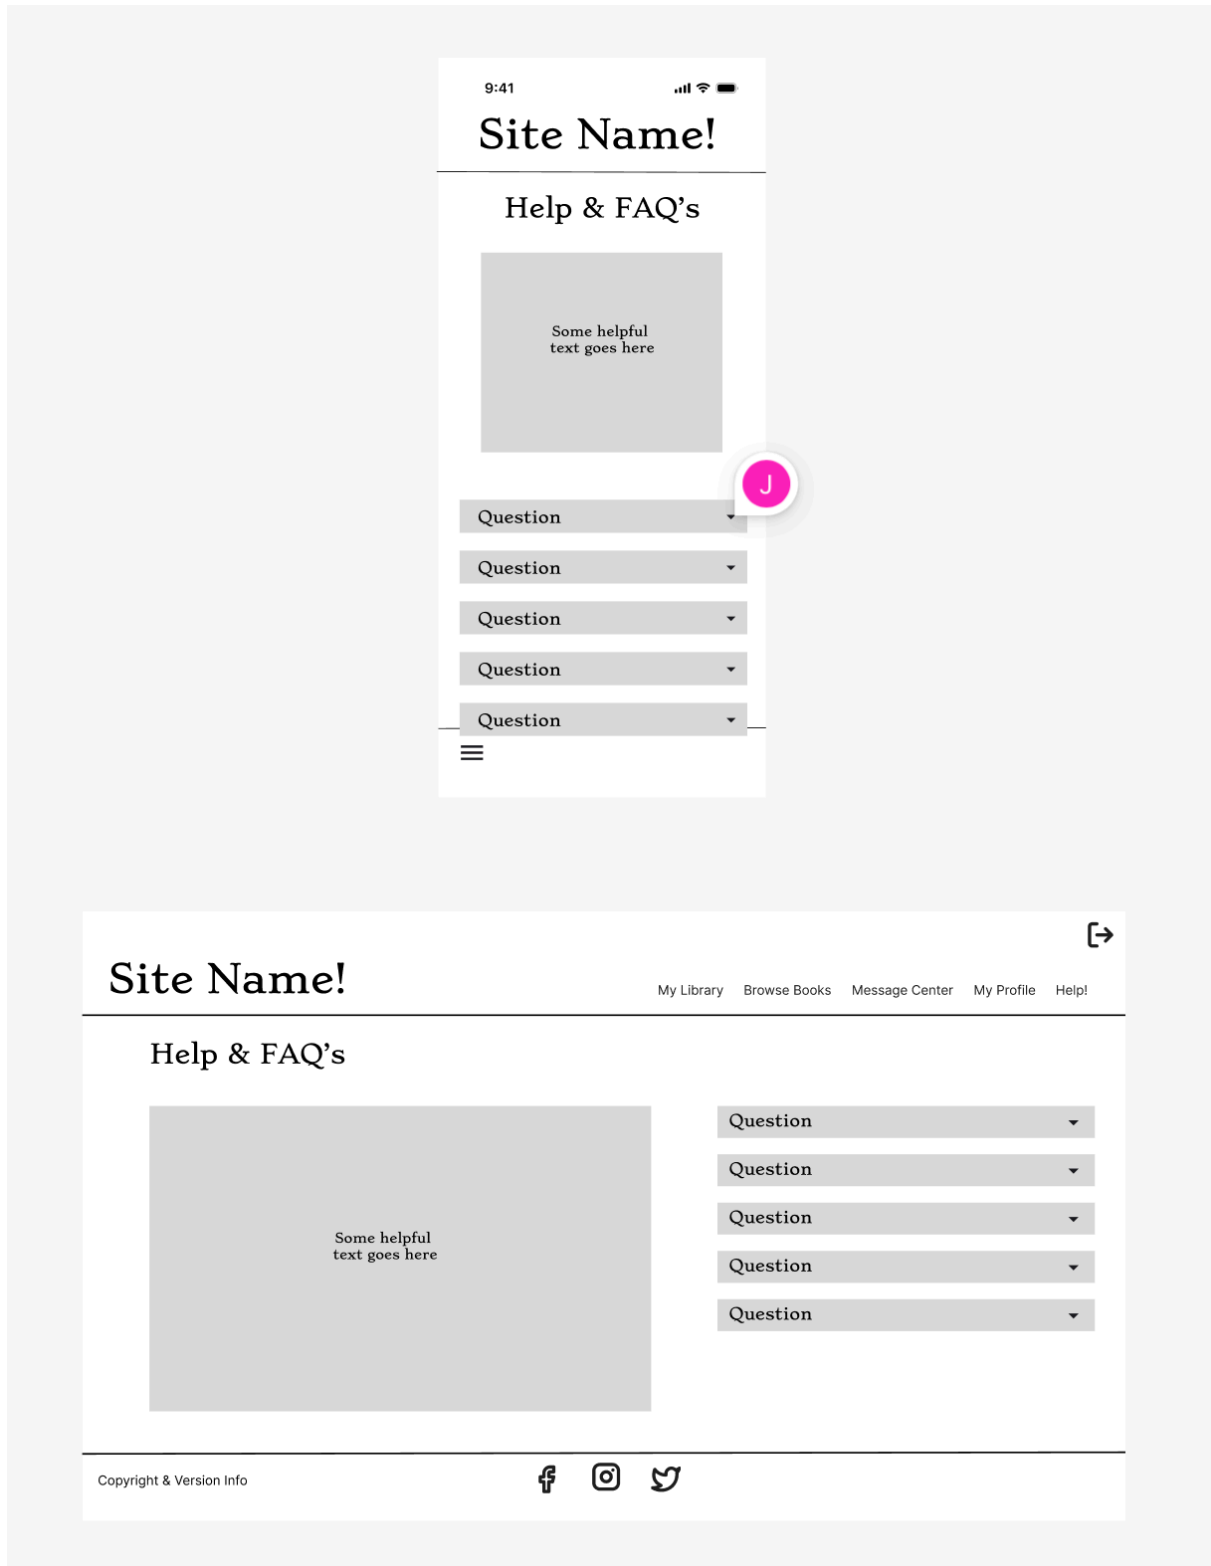 9:41
Site Name!
Help & FAQ’s
Some helpful
text goes here
J
Question
Question
Question
Question
Question
Site Name!
My Library Browse Books Message Center My Profile Help!
Help & FAQ’s
Some helpful
text goes here
Question
Question
Question
Question
Question
Copyright & Version Info